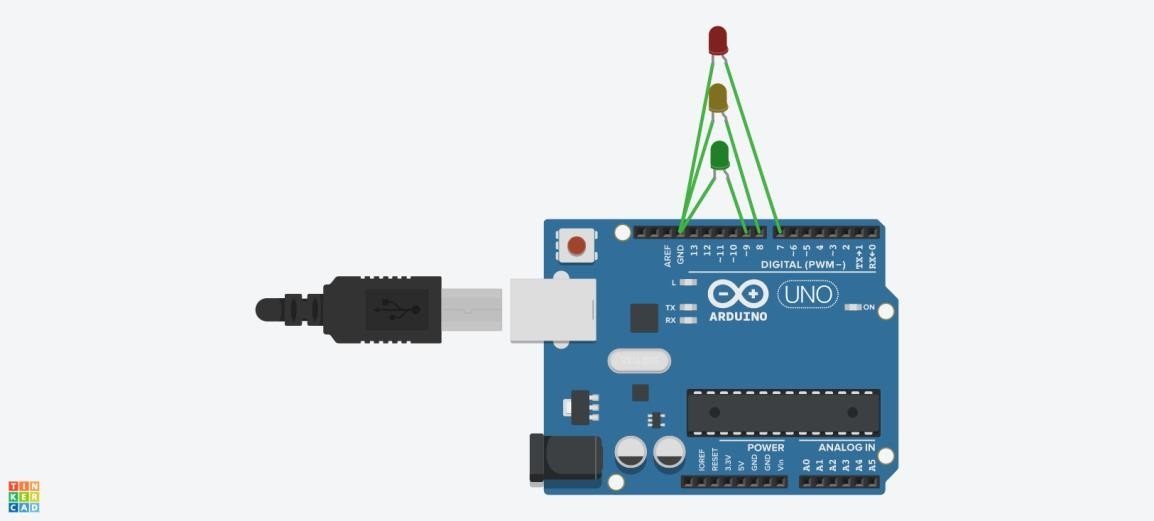 AREF
GND
13
12
~11
~10
~9
8
7
~6
~5
4
~3
2
TX→1
RX←0
DIGITAL (PWM~)
L
TX
RX
ARDUINO
UNO
ON
POWER
ANALOG IN
IOREF
RESET
3.3V
5V
GND
GND
Vin
A0
A1
A2
A3
A4
A5
TIN
KER
CAD